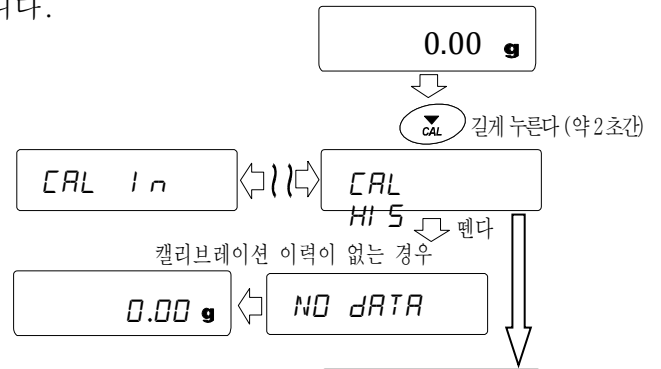 니다.
0.00 g
CAL 길게 누른다 (약 2초간)
CAL In
CAL
HIS
뗀다
캘리브레이션 이력이 없는 경우
0.00 g
NO dATA